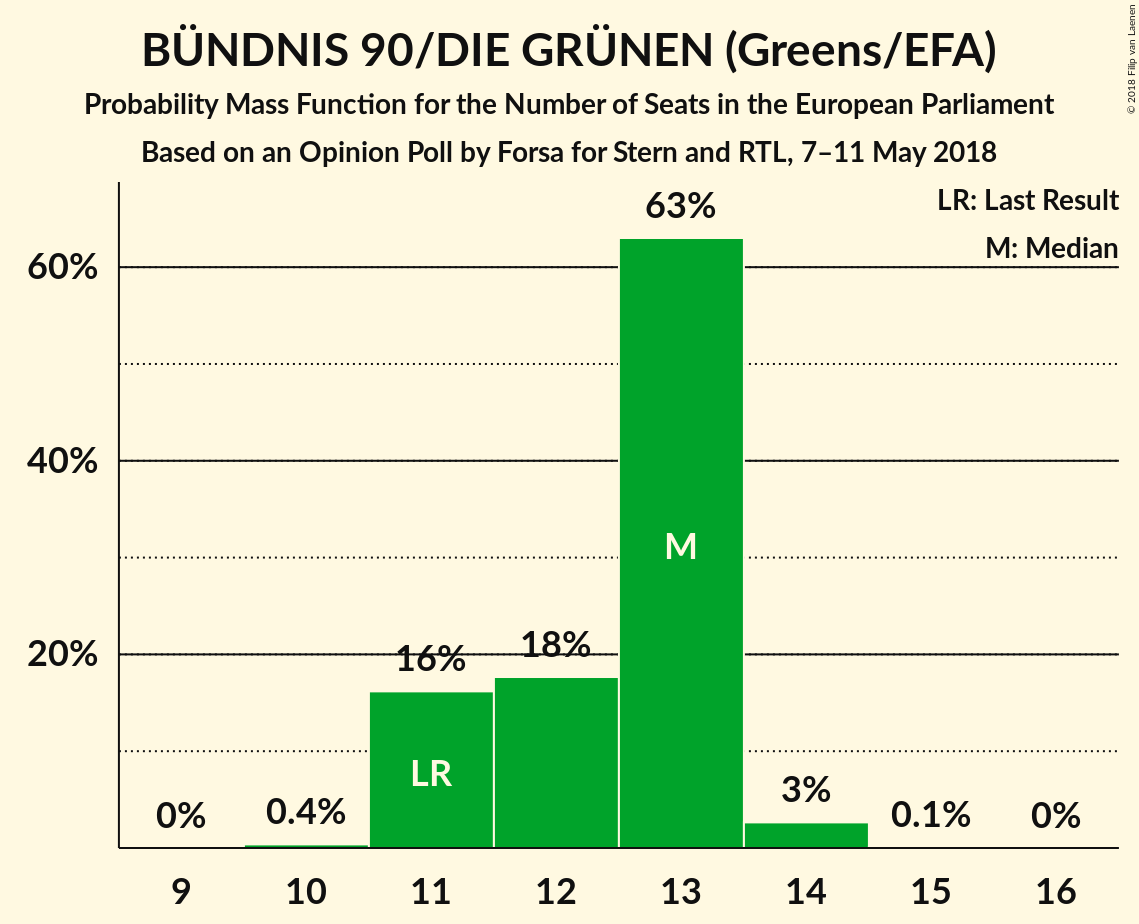 BÜNDNIS 90/DIE GRÜNEN (Greens/EFA)
Probability Mass Function for the Number of Seats in the European Parliament
Based on an Opinion Poll by Forsa for Stern and RTL, 7–11 May 2018
© 2018 Filip van Laenen
LR: Last Result
M: Median
60%
40%
20%
0%
0.4%
16%
18%
63%
3%
0.1%
0%
LR
M
9 10 11 12 13 14 15 16